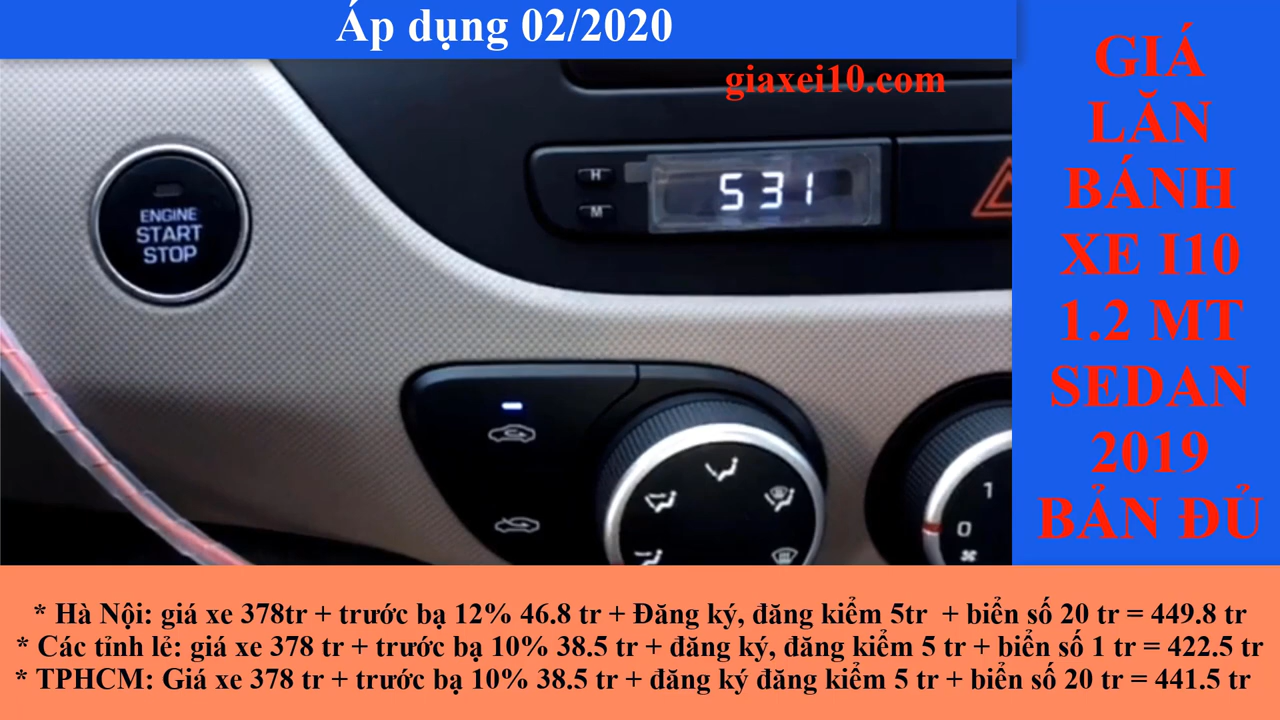 Áp dụng 02/2020
giaxei10.com
GIÁ
LĂN
BÁNH
XE I10
1.2 MT
SEDAN
2019
BẢN ĐỦ
H
M
5 31
ENGINE
START
STOP
1
0
* Hà Nội: giá xe 378tr + trước bạ 12% 46.8 tr + Đăng ký, đăng kiểm 5tr + biển số 20 tr = 449.8 tr
* Các tỉnh lẻ: giá xe 378 tr + trước bạ 10% 38.5 tr + đăng ký, đăng kiểm 5 tr + biển số 1 tr = 422.5 tr
* TPHCM: Giá xe 378 tr + trước bạ 10% 38.5 tr + đăng ký đăng kiểm 5 tr + biển số 20 tr = 441.5 tr